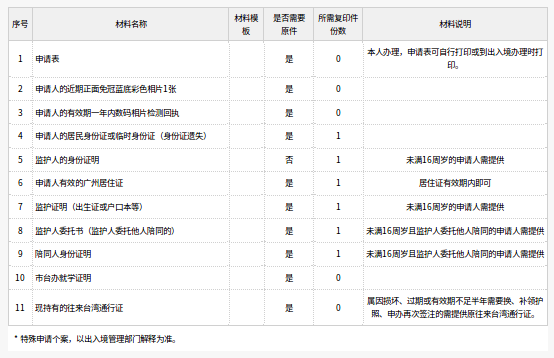 序号 材料名称 材料模板 是否需要原件 所需复印件份数 材料说明
1 申请表 是 0 本人办理，申请表可自行打印或到出入境办理时打印。
2 申请人的近期正面免冠蓝底彩色相片1张 是 0
3 申请人的有效期一年内数码相片检测回执 是 0
4 申请人的居民身份证或临时身份证（身份证遗失） 是 1
5 监护人的身份证明 否 1 未满16周岁的申请人需提供
6 申请人有效的广州居住证 是 1 居住证有效期内即可
7 监护证明（出生证或户口本等） 是 1 未满16周岁的申请人需提供
8 监护人委托书（监护人委托他人陪同的） 是 1 未满16周岁且监护人委托他人陪同的申请人需提供
9 陪同人身份证明 是 1 未满16周岁且监护人委托他人陪同的申请人需提供
10 市台办就学证明 是 0
11 现持有的往来台湾通行证 是 0 属因损坏、过期或有效期不足半年需要换、补领护照、申办再次签注的需提供原往来台湾通行证。
* 特殊申请个案，以出入境管理部门解释为准。